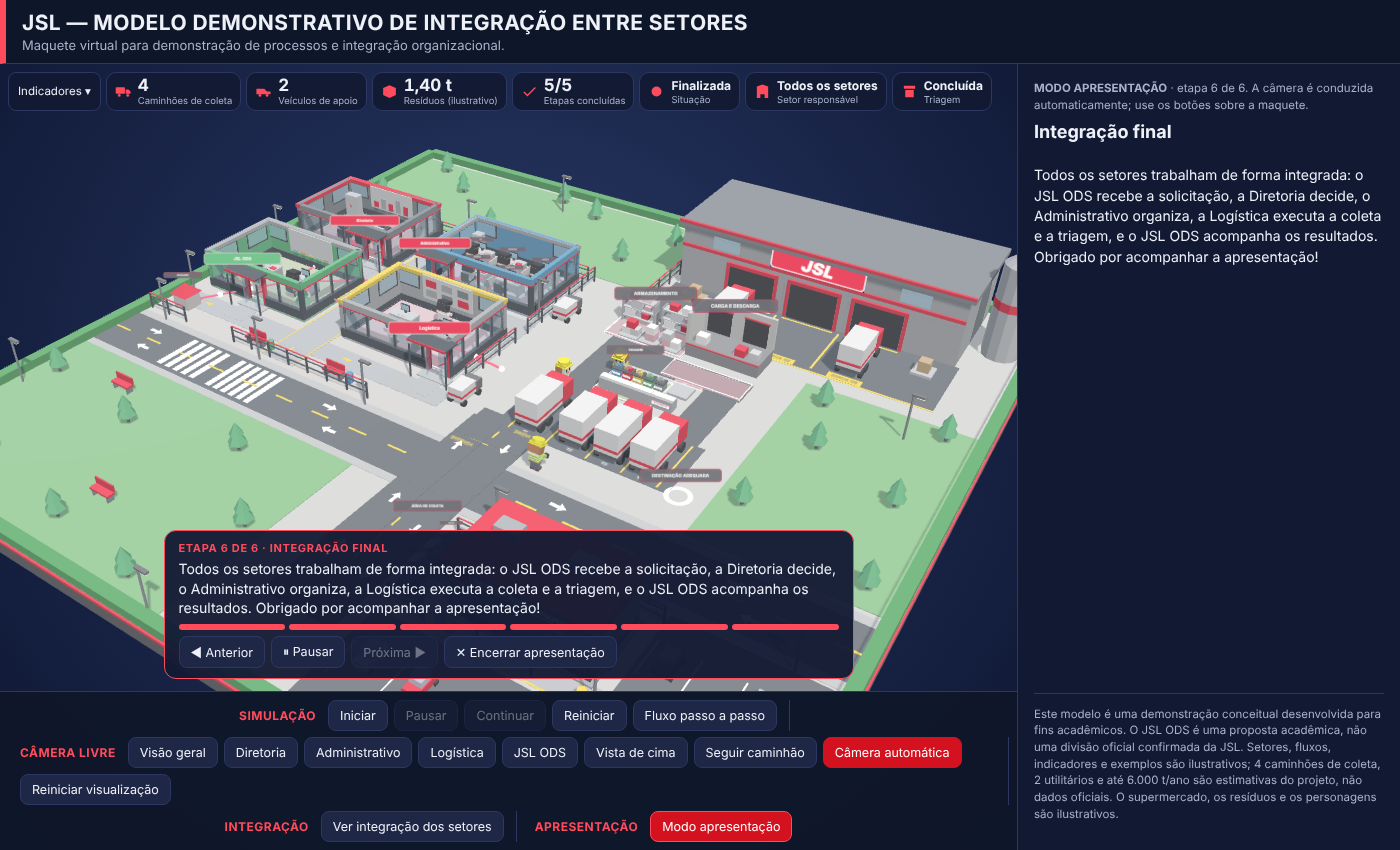 JSL — MODELO DEMONSTRATIVO DE INTEGRAÇÃO ENTRE SETORES
Maquete virtual para demonstração de processos e integração organizacional.
Indicadores ▾
4
Caminhões de coleta
2
Veículos de apoio
1,40 t
Resíduos (ilustrativo)
5/5
Etapas concluídas
Finalizada
Situação
Todos os setores
Setor responsável
Concluída
Triagem
Diretoria
Administrativo
JSL ODS
Logística
JSL
ARMAZENAMENTO
CARGA E DESCARGA
DESTINAÇÃO ADEQUADA
ÁREA DE COLETA
ETAPA 6 DE 6 · INTEGRAÇÃO FINAL
Todos os setores trabalham de forma integrada: o JSL ODS recebe a solicitação, a Diretoria decide,
o Administrativo organiza, a Logística executa a coleta e a triagem, e o JSL ODS acompanha os
resultados. Obrigado por acompanhar a apresentação!
◀ Anterior
⏸ Pausar
Próxima ▶
✕ Encerrar apresentação
SIMULAÇÃO
Iniciar
Pausar
Continuar
Reiniciar
Fluxo passo a passo
CÂMERA LIVRE
Visão geral
Diretoria
Administrativo
Logística
JSL ODS
Vista de cima
Seguir caminhão
Câmera automática
Reiniciar visualização
INTEGRAÇÃO
Ver integração dos setores
APRESENTAÇÃO
Modo apresentação
MODO APRESENTAÇÃO · etapa 6 de 6. A câmera é conduzida
automaticamente; use os botões sobre a maquete.
Integração final
Todos os setores trabalham de forma integrada: o
JSL ODS recebe a solicitação, a Diretoria decide, o
Administrativo organiza, a Logística executa a coleta
e a triagem, e o JSL ODS acompanha os resultados.
Obrigado por acompanhar a apresentação!
Este modelo é uma demonstração conceitual desenvolvida para
fins acadêmicos. O JSL ODS é uma proposta acadêmica, não
uma divisão oficial confirmada da JSL. Setores, fluxos,
indicadores e exemplos são ilustrativos; 4 caminhões de coleta,
2 utilitários e até 6.000 t/ano são estimativas do projeto, não
dados oficiais. O supermercado, os resíduos e os personagens
são ilustrativos.